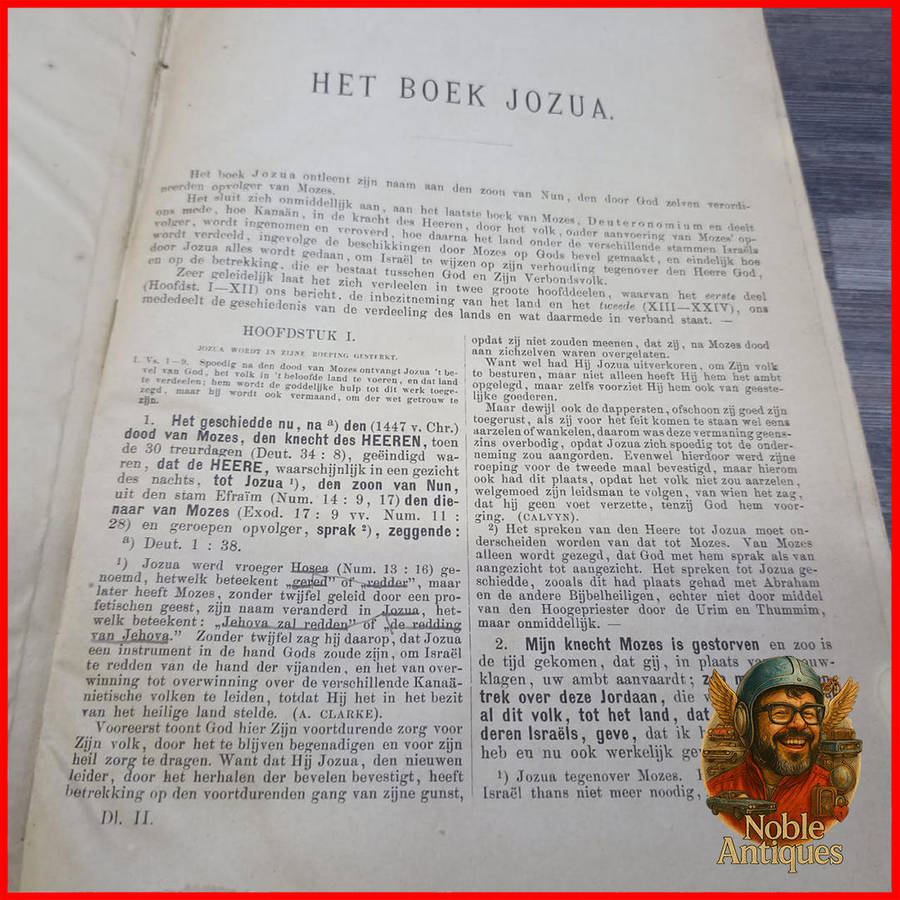 HET BOEK JOZUA.
Het boek Jozua ontleent zijn naam aan den zoon van Nun, den door God zelven verordi-
neerden opvolger van Mozes.
Het sluit zich onmiddelijk aan, aan het laatste boek van Mozes, Deuteronomium en deelt
ons mede, hoe Kanaän, in de kracht des Heeren, door het volk, onder aanvoering van Mozes' op-
volger, wordt ingenomen en veroverd, hoe daarna het land onder de verschillende stammen Israëls
wordt verdeeld, ingevolge de beschikkingen door Mozes op Gods bevel gemaakt, en eindelijk hoe
door Jozua alles wordt gedaan, om Israël te wijzen op zijn verhouding tegenover den Heere God,
en op de betrekking, die er bestaat tusschen God en Zijn Verbondsvolk.
Zeer geleidelijk laat het zich verdeelen in twee groote hoofddeelen, waarvan het eerste deel
(Hoofdst. I—XII) ons bericht, de inbezitneming van het land en het tweede (XIII—XXIV), ons
mededeelt de geschiedenis van de verdeeling des lands en wat daarmede in verband staat. —
HOOFDSTUK I.
JOZUA WORDT IN ZIJNE ROEPING GESTERKT.
I. Vs. 1—9. Spoedig na den dood van Mozes ontvangt Jozua 't be-
vel van God, het volk in 't beloofde land te voeren, en dat land
te verdeelen; hem wordt de goddelijke hulp tot dit werk toege-
zegd, maar hij wordt ook vermaand, om der wet getrouw te
zijn.
1. Het geschiedde nu, na a) den (1447 v. Chr.)
dood van Mozes, den knecht des HEEREN, toen
de 30 treurdagen (Deut. 34 : 8), geëindigd wa-
ren, dat de HEERE, waarschijnlijk in een gezicht
des nachts, tot Jozua 1), den zoon van Nun,
uit den stam Efraïm (Num. 14 : 9, 17) den die-
naar van Mozes (Exod. 17 : 9 vv. Num. 11 :
28) en geroepen opvolger, sprak 2), zeggende:
a) Deut. 1 : 38.
1) Jozua werd vroeger Hosea (Num. 13 : 16) ge-
noemd, hetwelk beteekent „gered” of „redder”, maar
later heeft Mozes, zonder twijfel geleid door een pro-
fetischen geest, zijn naam veranderd in Jozua, het-
welk beteekent: „Jehova zal redden” of „de redding
van Jehova.” Zonder twijfel zag hij daarop, dat Jozua
een instrument in de hand Gods zoude zijn, om Israël
te redden van de hand der vijanden, en het van over-
winning tot overwinning over de verschillende Kanaä-
nietische volken te leiden, totdat Hij het in het bezit
van het heilige land stelde. (A. CLARKE).
Vooreerst toont God hier Zijn voortdurende zorg voor
Zijn volk, door het te blijven begenadigen en voor zijn
heil zorg te dragen. Want dat Hij Jozua, den nieuwen
leider, door het herhalen der bevelen bevestigt, heeft
betrekking op den voortdurenden gang van zijne gunst,
Dl. II.
opdat zij niet zouden meenen, dat zij, na Mozes dood
aan zichzelven waren overgelaten.
Want wel had Hij Jozua uitverkoren, om Zijn volk
te besturen, maar niet alleen heeft Hij hem het ambt
opgelegd, maar zelfs voorziet Hij hem ook van geeste-
lijke goederen.
Maar dewijl ook de dappersten, ofschoon zij goed zijn
toegerust, als zij voor het feit komen te staan wel eens
aarzelen of wankelen, daarom was deze vermaning geens-
zins overbodig, opdat Jozua zich spoedig tot de onder-
neming zou aangorden. Evenwel hierdoor werd zijne
roeping voor de tweede maal bevestigd, maar hierom
ook had dit plaats, opdat het volk niet zou aarzelen,
welgemoed zijn leidsman te volgen, van wien het zag,
dat hij geen voet verzette, tenzij God hem voor-
ging. (CALVYN).
2) Het spreken van den Heere tot Jozua moet on-
derscheiden worden van dat tot Mozes. Van Mozes
alleen wordt gezegd, dat God met hem sprak als van
aangezicht tot aangezicht. Het spreken tot Jozua ge-
schiedde, zooals dit had plaats gehad met Abraham
en de andere Bijbelheiligen, echter niet door middel
van den Hoogepriester door de Urim en Thummim,
maar onmiddellijk. —
2. Mijn knecht Mozes is gestorven en zoo is
de tijd gekomen, dat gij, in plaats
klagen, uw ambt aanvaardt;
trek over deze Jordaan, die
al dit volk, tot het land, dat
deren Israëls, geve, dat ik
heb en nu ook werkelijk
1) Jozua tegenover Mozes.
Israël thans niet meer noodig,
Noble
Antiques